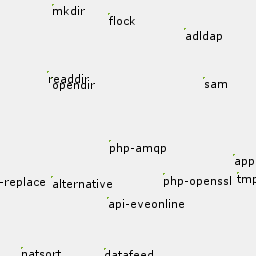 mkdir
flock
adldap
readdir
opendir
sam
php-amqp
app
-replace
alternative
php-openssl
tmp
api-eveonline
natsort
datafeed